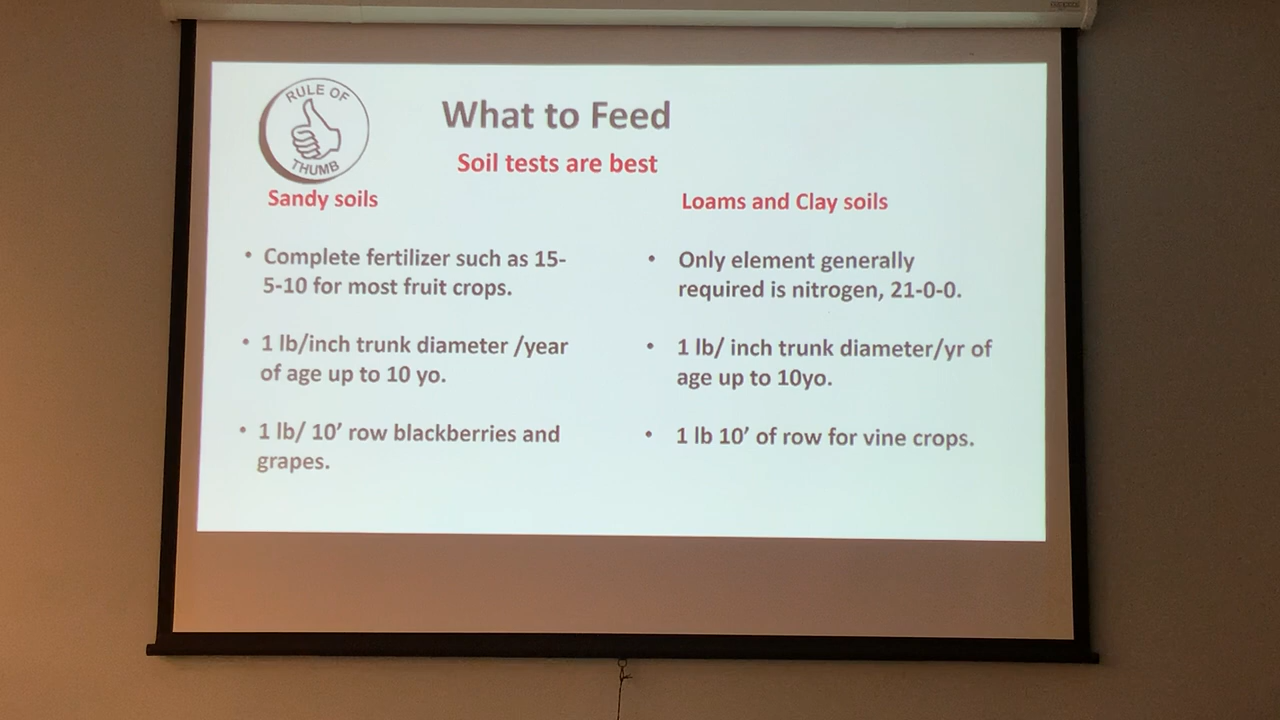 RULE OF
THUMB
What to Feed
Soil tests are best
Sandy soils
• Complete fertilizer such as 15-
5-10 for most fruit crops.
• 1 lb/inch trunk diameter /year
of age up to 10 yo.
• 1 lb/ 10’ row blackberries and
grapes.
Loams and Clay soils
• Only element generally
required is nitrogen, 21-0-0.
• 1 lb/ inch trunk diameter/yr of
age up to 10yo.
• 1 lb 10’ of row for vine crops.